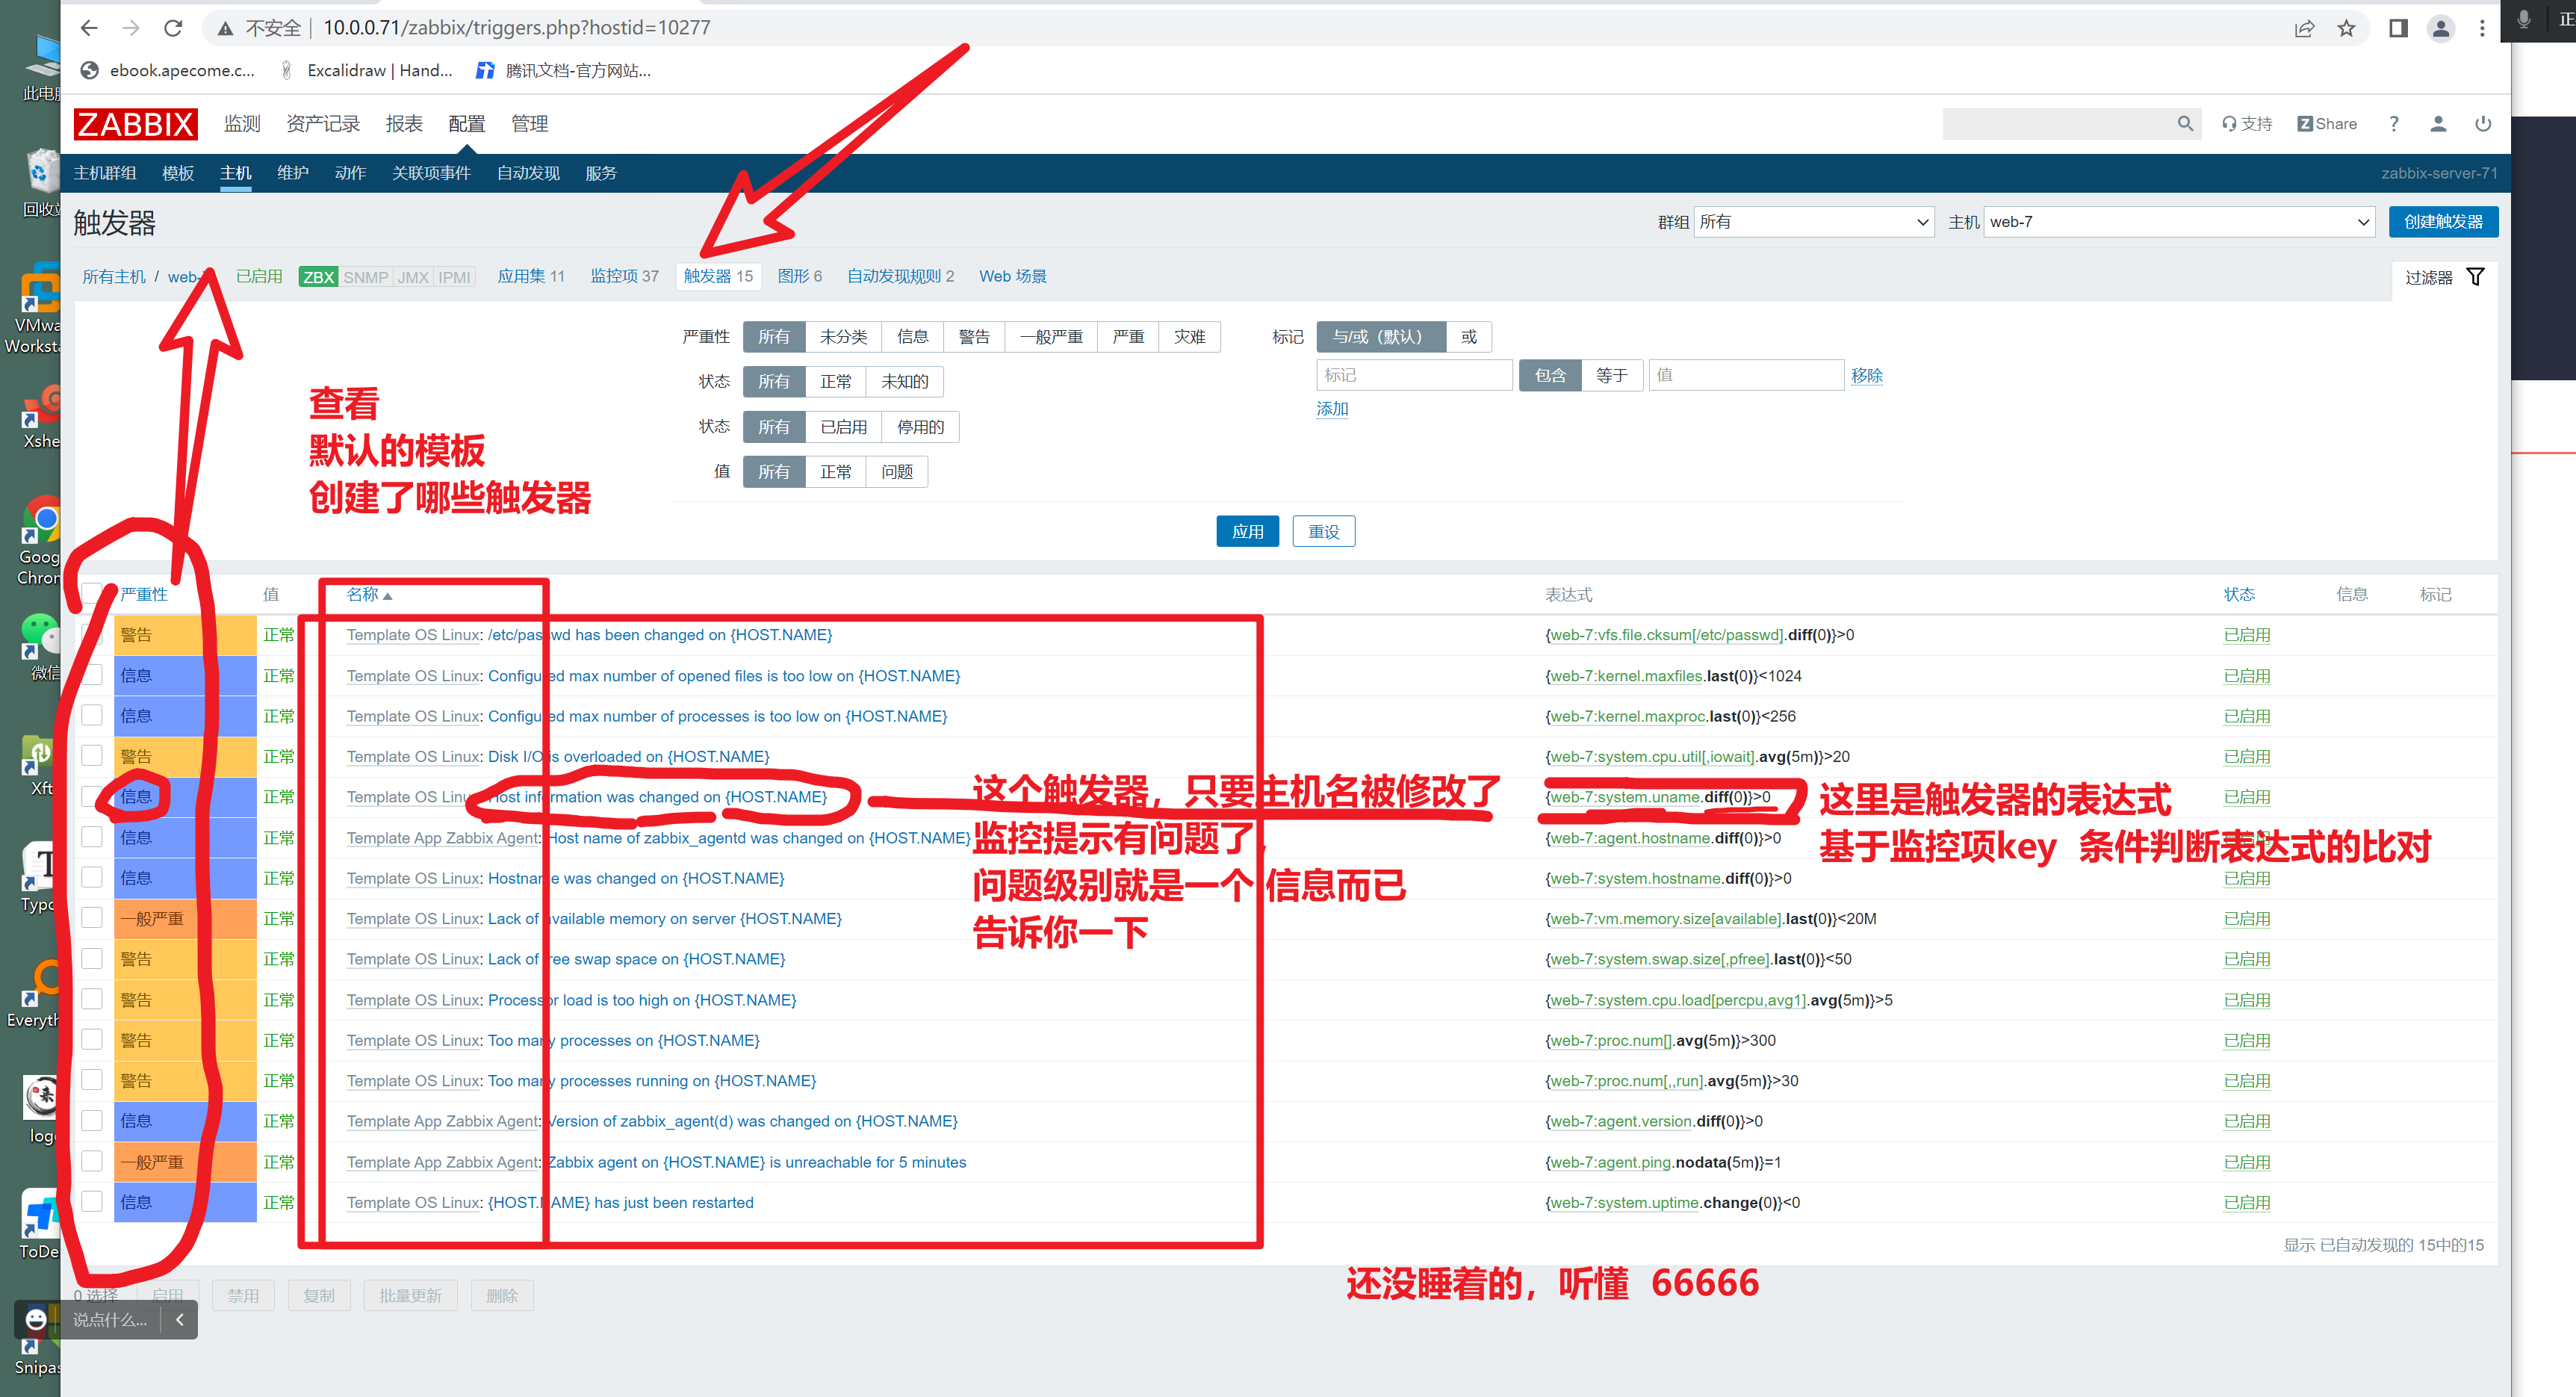 不安全 10.0.0.71/zabbix/triggers.php?hostid=10277
ebook.apecome.c... Excalidraw | Hand... 腾讯文档-官方网站...
ZABBIX 监测 资产记录 报表 配置 管理 支持 Share ?
主机群组 模板 主机 维护 动作 关联项事件 自动发现 服务 zabbix-server-71
触发器 群组 所有 主机 web-7 创建触发器
所有主机 / web- 已启用 ZBX SNMP JMX IPMI 应用集 11 监控项 37 触发器 15 图形 6 自动发现规则 2 Web 场景 过滤器
严重性 所有 未分类 信息 警告 一般严重 严重 灾难 标记 与/或（默认） 或
标记 包含 等于 值 移除
状态 所有 正常 未知的
添加
状态 所有 已启用 停用的
值 所有 正常 问题
应用 重设
查看
默认的模板
创建了哪些触发器
严重性 值 名称 表达式 状态 信息 标记
警告 正常 Template OS Linux: /etc/passwd has been changed on {HOST.NAME} {web-7:vfs.file.cksum[/etc/passwd].diff(0)}>0 已启用
信息 正常 Template OS Linux: Configured max number of opened files is too low on {HOST.NAME} {web-7:kernel.maxfiles.last(0)}<1024 已启用
信息 正常 Template OS Linux: Configured max number of processes is too low on {HOST.NAME} {web-7:kernel.maxproc.last(0)}<256 已启用
警告 正常 Template OS Linux: Disk I/O is overloaded on {HOST.NAME} {web-7:system.cpu.util[,iowait].avg(5m)}>20 已启用
信息 正常 Template OS Linux: Host information was changed on {HOST.NAME} {web-7:system.uname.diff(0)}>0 已启用
信息 正常 Template App Zabbix Agent: Host name of zabbix_agentd was changed on {HOST.NAME} {web-7:agent.hostname.diff(0)}>0 已启用
信息 正常 Template OS Linux: Hostname was changed on {HOST.NAME} {web-7:system.hostname.diff(0)}>0 已启用
一般严重 正常 Template OS Linux: Lack of available memory on server {HOST.NAME} {web-7:vm.memory.size[available].last(0)}<20M 已启用
警告 正常 Template OS Linux: Lack of free swap space on {HOST.NAME} {web-7:system.swap.size[,pfree].last(0)}<50 已启用
警告 正常 Template OS Linux: Processor load is too high on {HOST.NAME} {web-7:system.cpu.load[percpu,avg1].avg(5m)}>5 已启用
警告 正常 Template OS Linux: Too many processes on {HOST.NAME} {web-7:proc.num[].avg(5m)}>300 已启用
警告 正常 Template OS Linux: Too many processes running on {HOST.NAME} {web-7:proc.num[,,run].avg(5m)}>30 已启用
信息 正常 Template App Zabbix Agent: Version of zabbix_agent(d) was changed on {HOST.NAME} {web-7:agent.version.diff(0)}>0 已启用
一般严重 正常 Template App Zabbix Agent: Zabbix agent on {HOST.NAME} is unreachable for 5 minutes {web-7:agent.ping.nodata(5m)}=1 已启用
信息 正常 Template OS Linux: {HOST.NAME} has just been restarted {web-7:system.uptime.change(0)}<0 已启用
这个触发器，只要主机名被修改了
监控提示有问题了，
问题级别就是一个 信息而已
告诉你一下
这里是触发器的表达式
基于监控项key 条件判断表达式的比对
显示 已自动发现的 15中的15
还没睡着的，听懂 66666
0 选择 启用 禁用 复制 批量更新 删除
说点什么...
此电脑
回收站
VMwa
Worksta
Xshe
Goog
Chron
微信
Xft
Typo
Everyth
logo
ToDe
Snipas
正